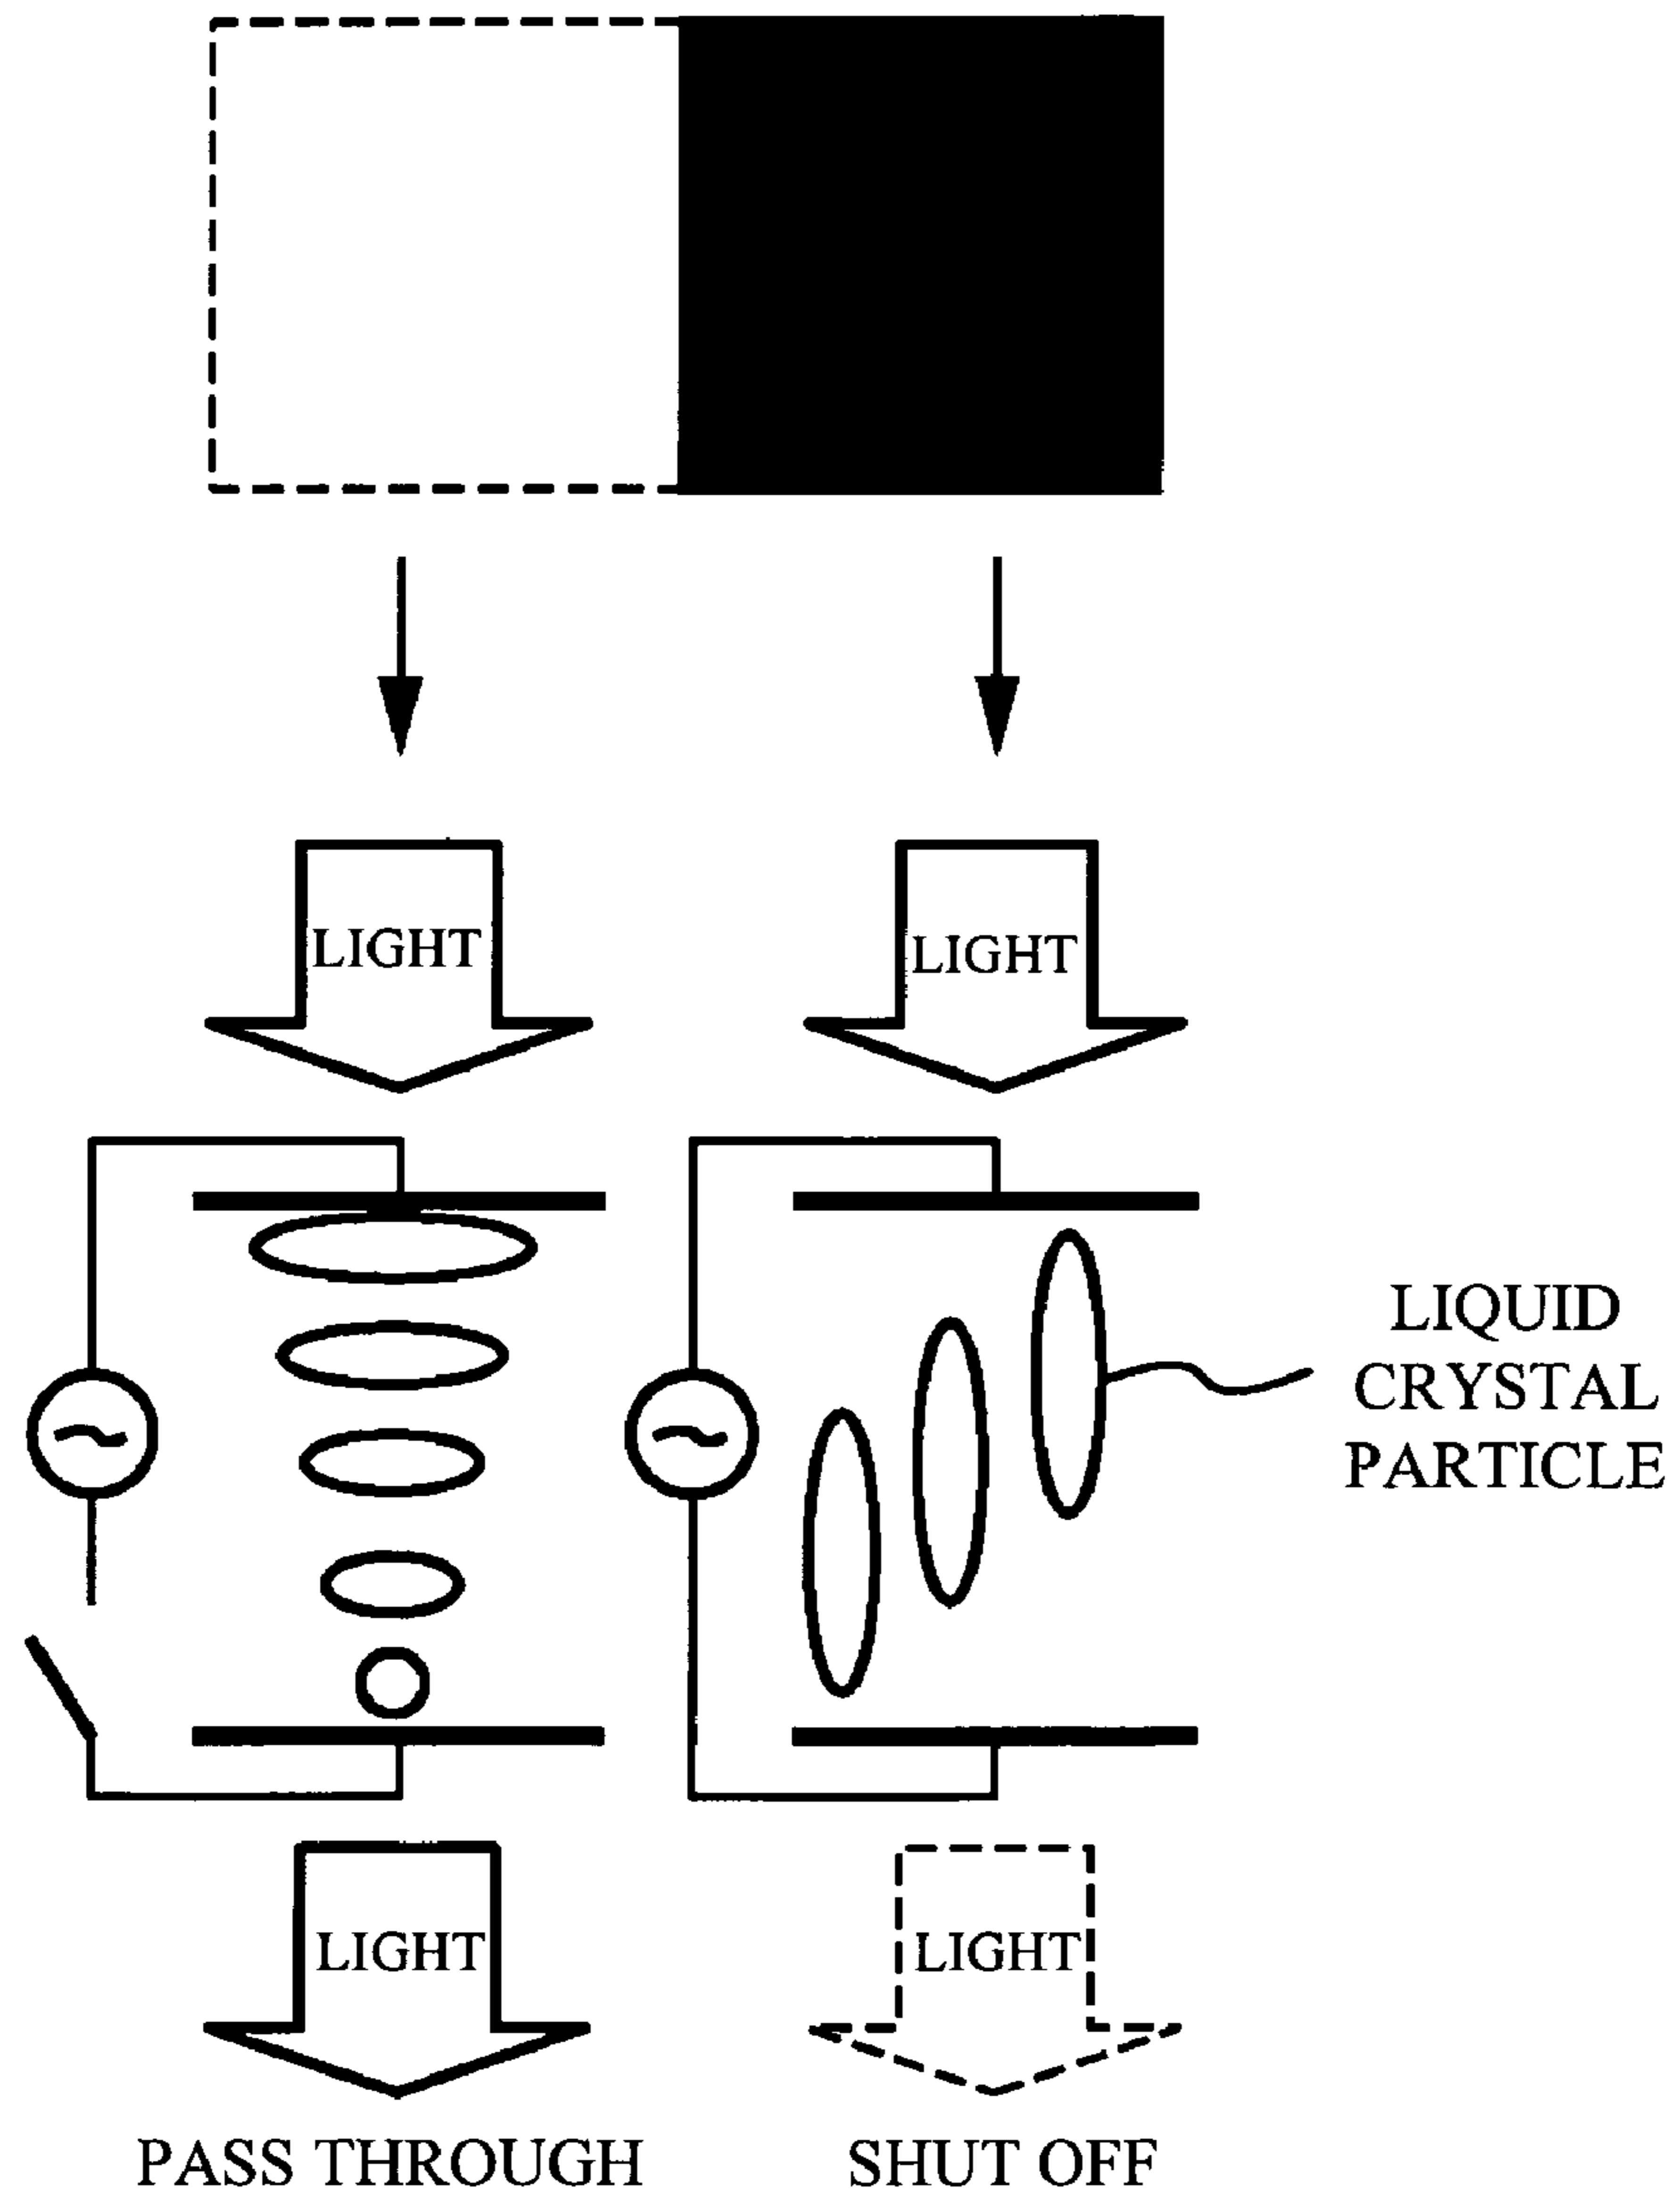 LIGHT
LIGHT
LIQUID
CRYSTAL
PARTICLE
LIGHT
LIGHT
PASS THROUGH
SHUT OFF